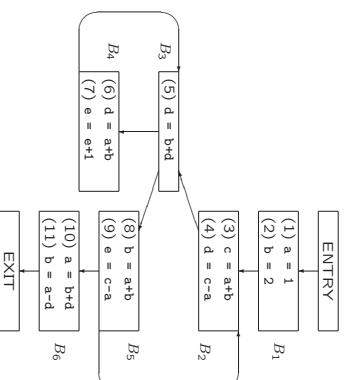 ENTRY
B1
(1) a = 1
(2) b = 2
B2
(3) c = a+b
(4) d = c-a
B3
(5) d = b+d
B4
(6) d = a+b
(7) e = e+1
B5
(8) b = a+b
(9) e = c-a
B6
(10) a = b+d
(11) b = a-d
EXIT